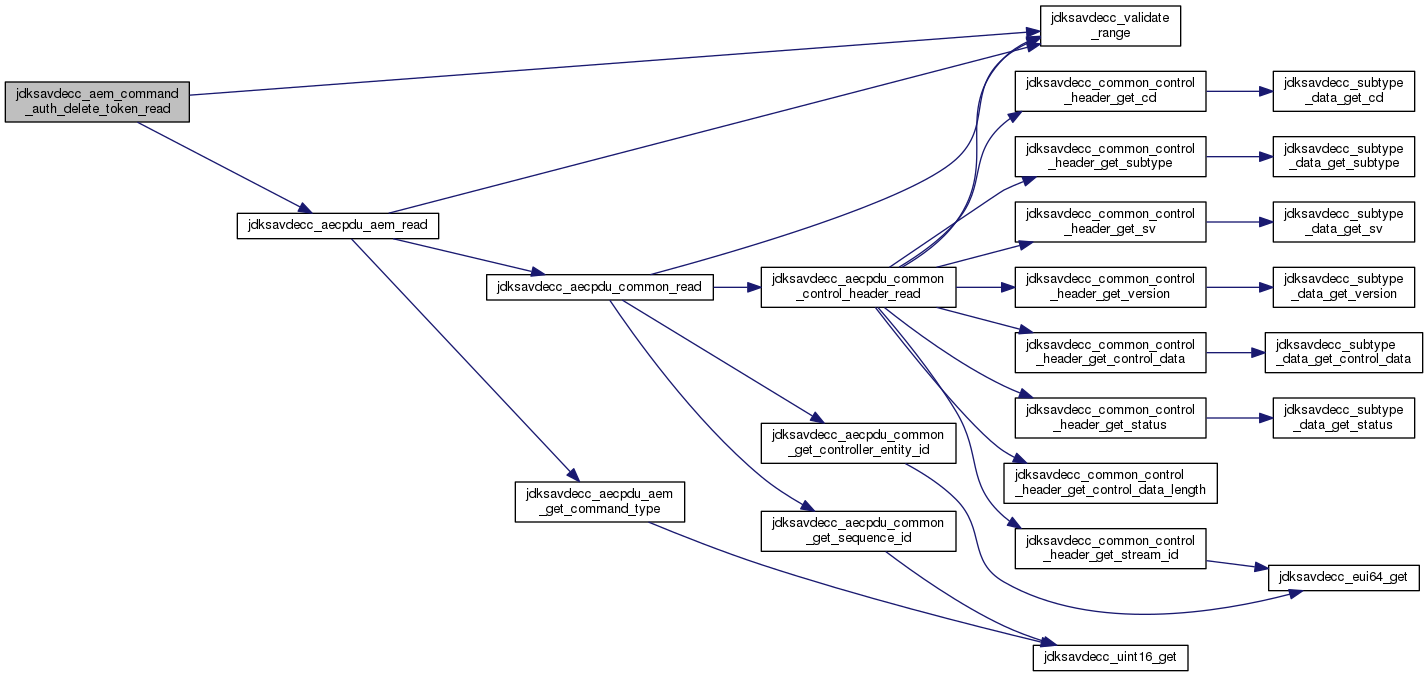 jdksavdecc_validate
_range
jdksavdecc_aem_command
_auth_delete_token_read
jdksavdecc_common_control
_header_get_cd
jdksavdecc_subtype
_data_get_cd
jdksavdecc_common_control
_header_get_subtype
jdksavdecc_subtype
_data_get_subtype
jdksavdecc_aecpdu_aem_read
jdksavdecc_common_control
_header_get_sv
jdksavdecc_subtype
_data_get_sv
jdksavdecc_aecpdu_common_read
jdksavdecc_aecpdu_common
_control_header_read
jdksavdecc_common_control
_header_get_version
jdksavdecc_subtype
_data_get_version
jdksavdecc_common_control
_header_get_control_data
jdksavdecc_subtype
_data_get_control_data
jdksavdecc_common_control
_header_get_status
jdksavdecc_subtype
_data_get_status
jdksavdecc_aecpdu_common
_get_controller_entity_id
jdksavdecc_common_control
_header_get_control_data_length
jdksavdecc_aecpdu_aem
_get_command_type
jdksavdecc_aecpdu_common
_get_sequence_id
jdksavdecc_common_control
_header_get_stream_id
jdksavdecc_eui64_get
jdksavdecc_uint16_get